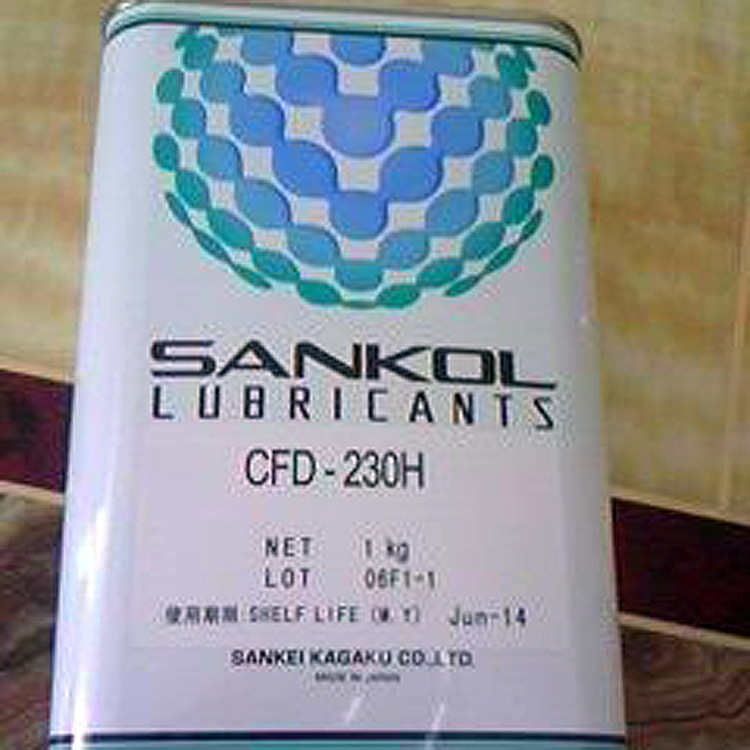 SANKOL
LUBRICANTS
CFD-230H
NET 1 kg
LOT 06F1-1
使用期限 SHELF LIFE (M.Y) Jun-14
SANKEI KAGAKU CO.,LTD.
MADE IN JAPAN